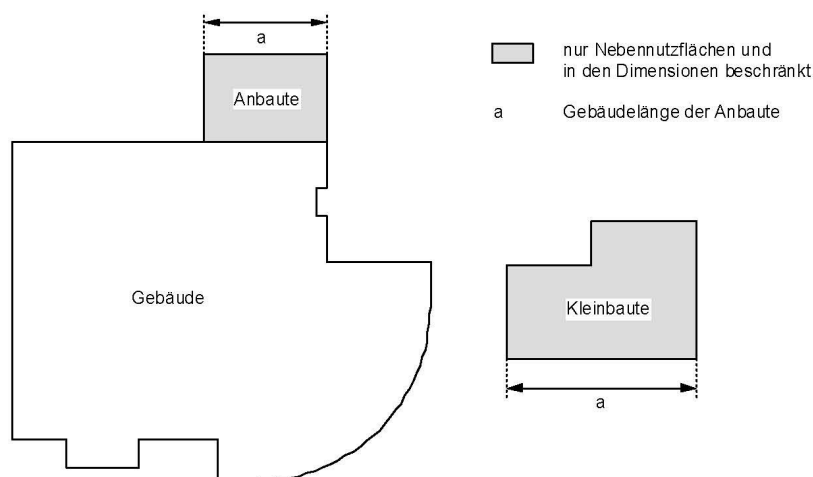 a
Anbaute
nur Nebennutzflächen und
in den Dimensionen beschränkt
a Gebäudelänge der Anbaute
Gebäude
Kleinbaute
a